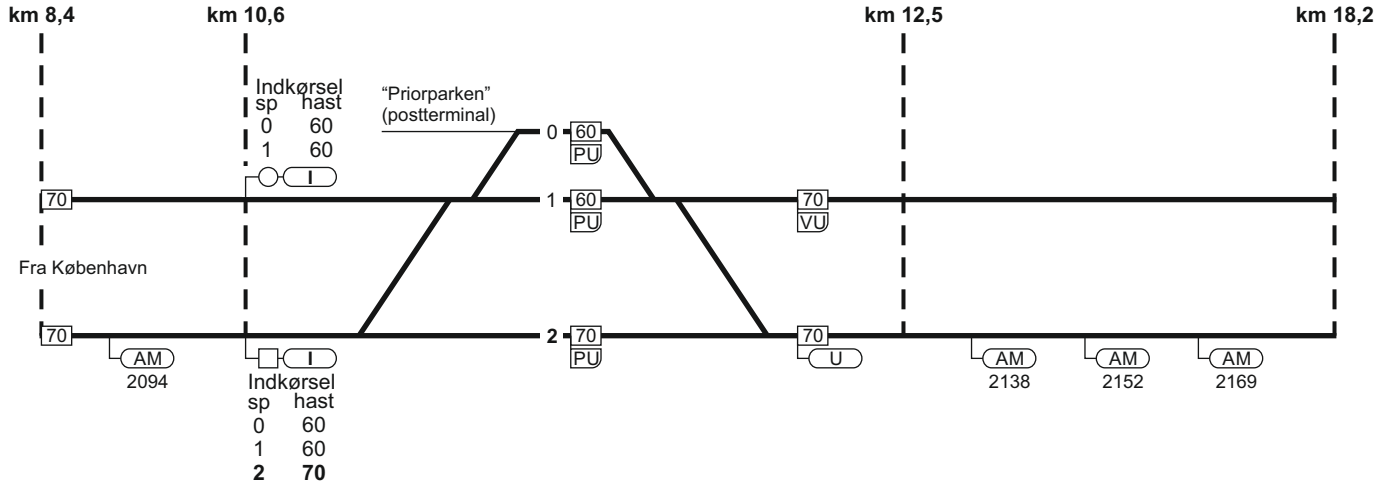 km 8,4
km 10,6
km 12,5
km 18,2
Indkørsel
sp hast
0 60
1 60
I
"Priorparken"
(postterminal)
0 60
PU
70
1 60
PU
70
VU
Fra København
70
AM
2094
I
2 70
PU
70
U
AM
2138
AM
2152
AM
2169
Indkørsel
sp hast
0 60
1 60
2 70